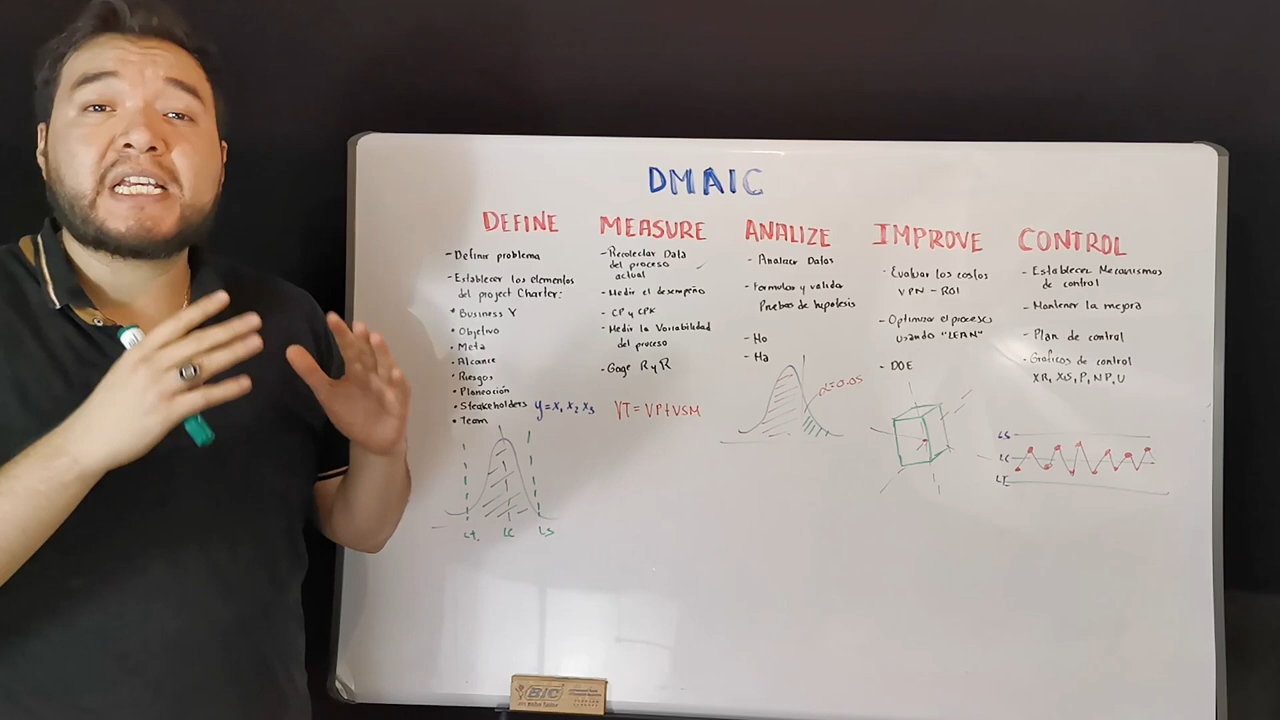 DMAIC
DEFINE
- Definir problema
- Establecer los elementos
del project Charter:
* Business Y
• Objetivo
• Meta
• Alcance
• Riesgos
• Planeación
• Steakholders
• Team
y = x, x2 x3
LI.
LC
LS
MEASURE
- Recolectar Data
del proceso
actual
- Medir el desempeño
- CP y CPK
- Medir la Variabilidad
del proceso
- Gage R y R
VT = VP + VSM
ANALIZE
- Analizar Datos
- Formular y validar
Pruebas de hipotesis
- Ho
- Ha
α=0.05
IMPROVE
- Evaluar los costos
VPN - ROI
- Optimizar el proceso
usando "LEAN"
- DOE
CONTROL
- Establecer Mecanismos
de control
- Mantener la mejora
- Plan de control
- Gráficos de control
XR, XS, P, NP, U
LS
LC
LI
BIC